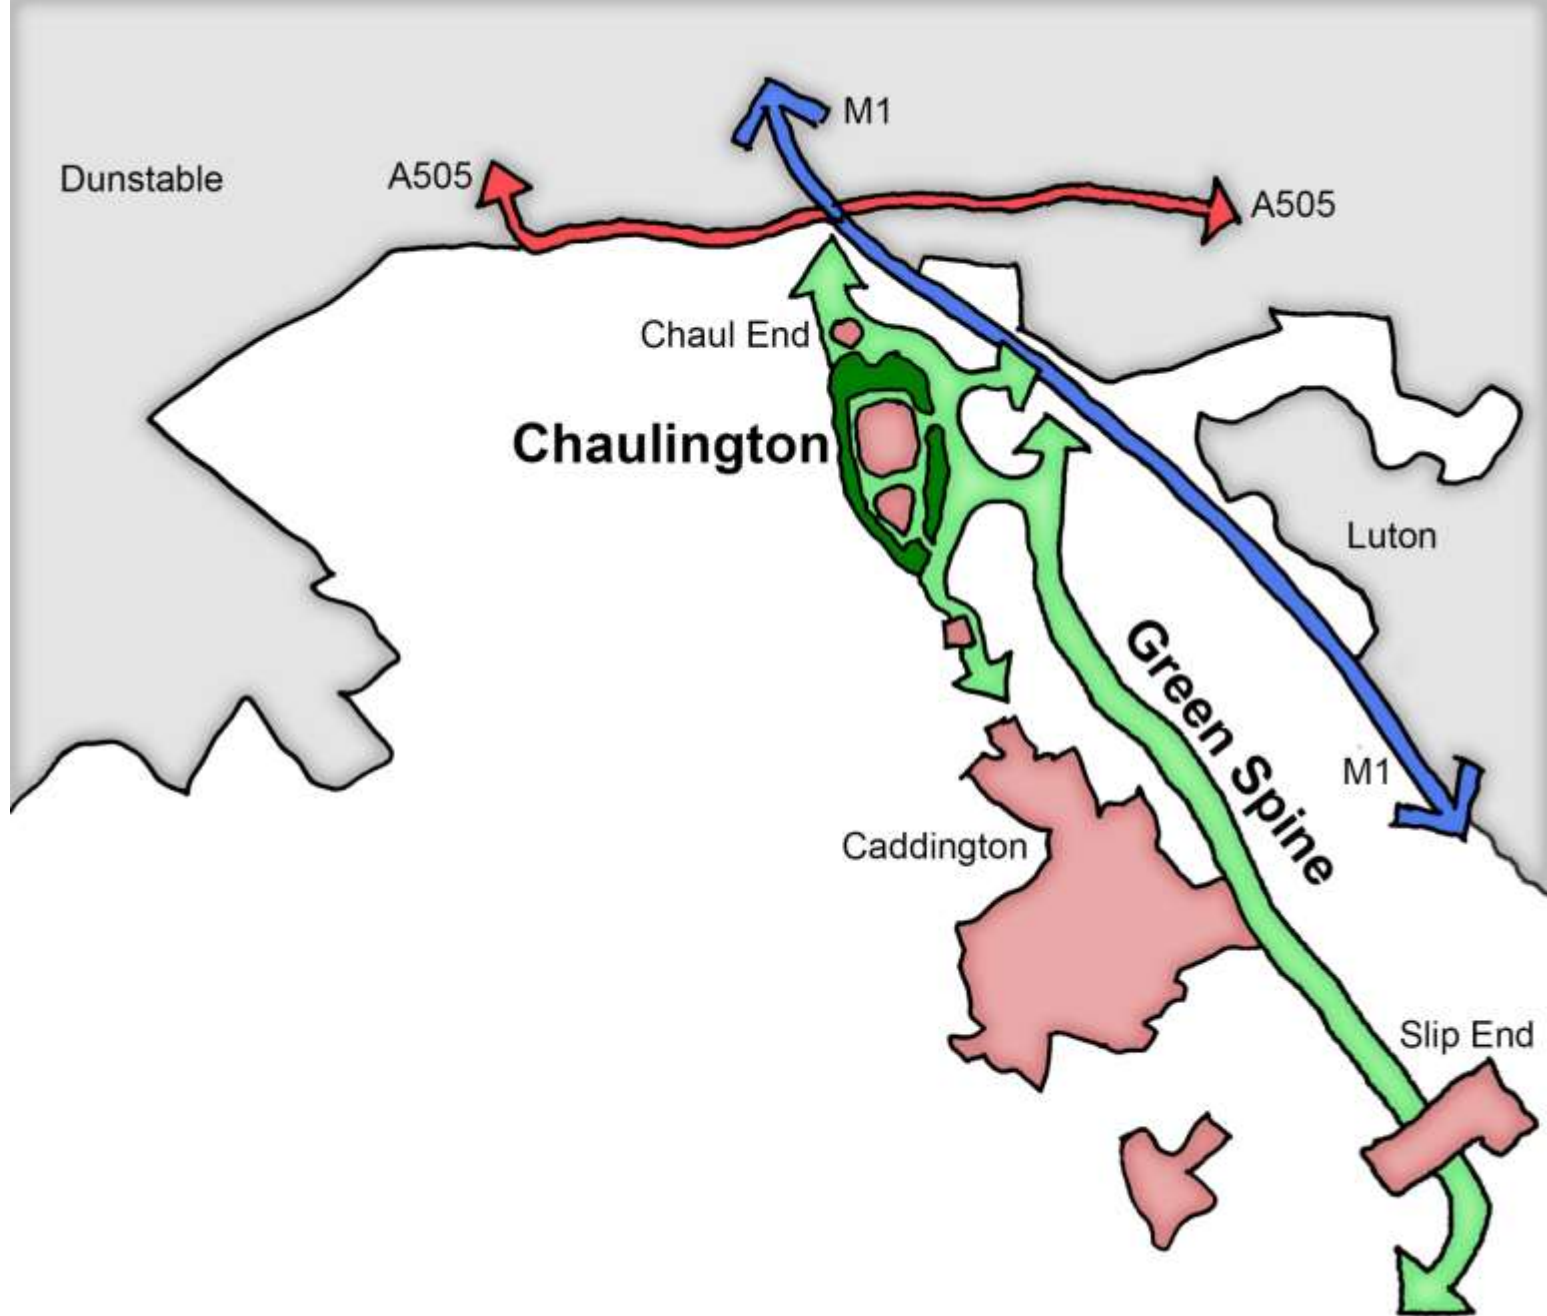 M1
Dunstable
A505
A505
Chaul End
Chaulington
Luton
Green Spine
M1
Caddington
Slip End